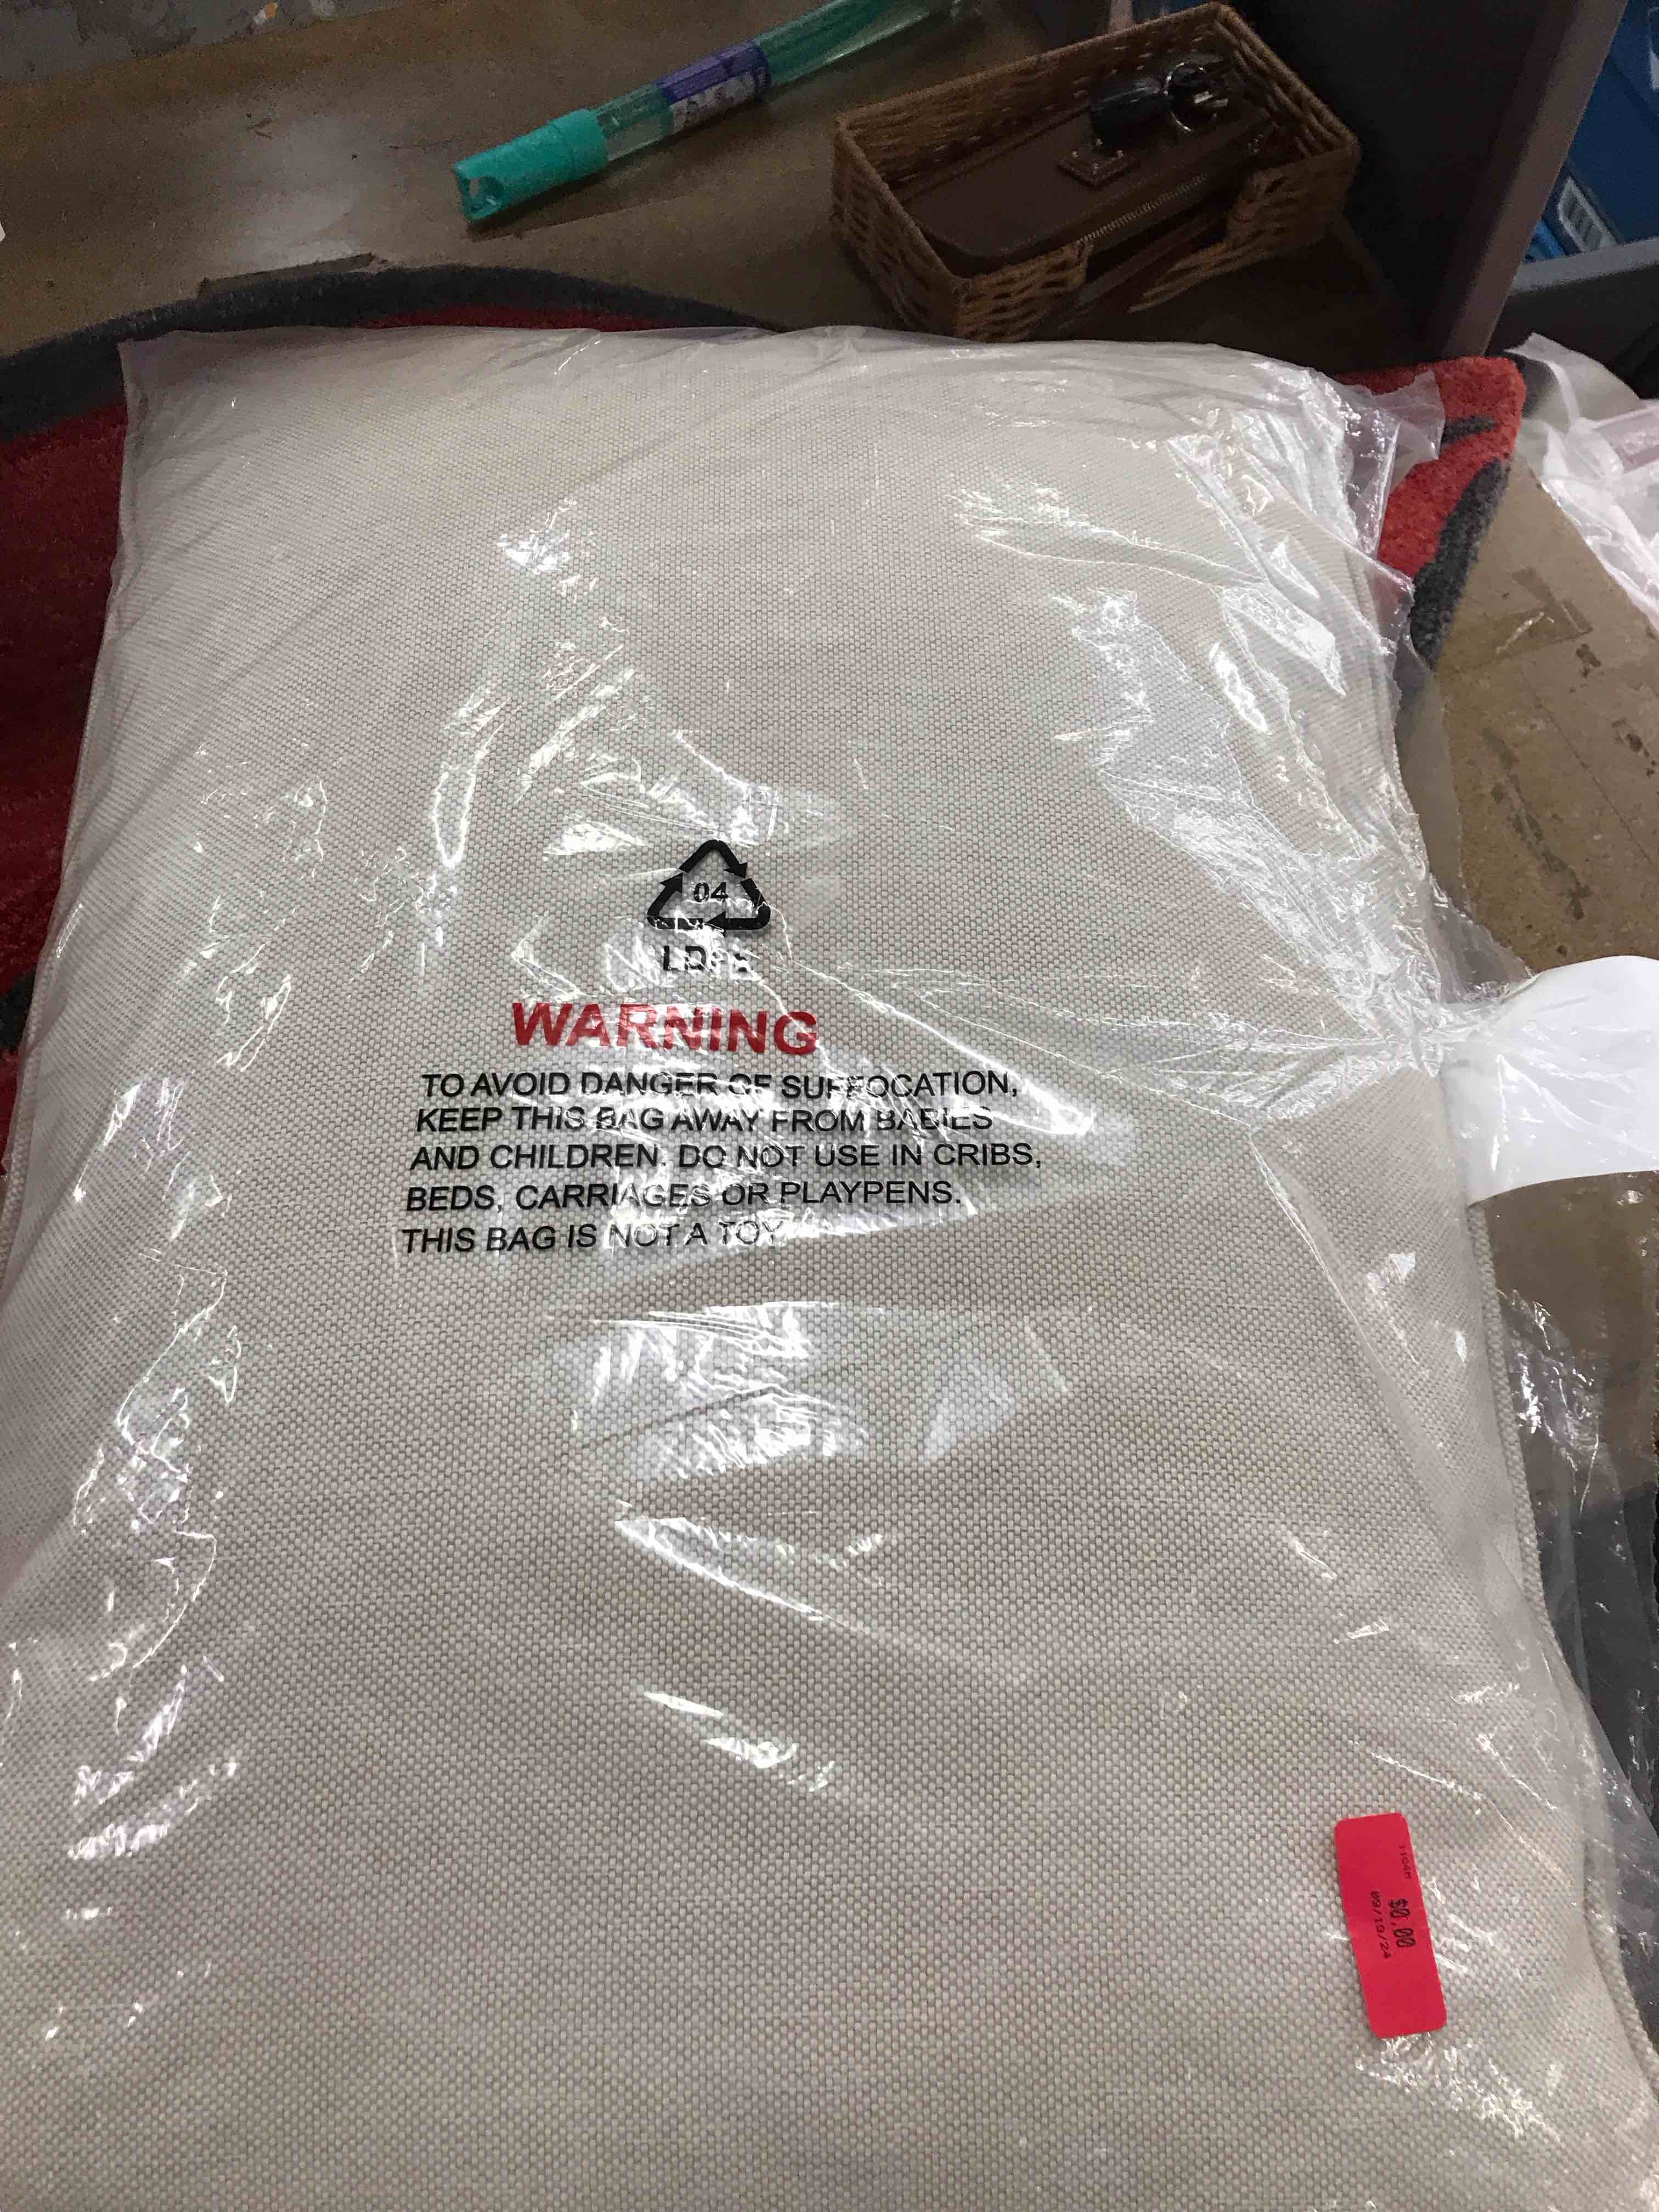 04
LDPE
WARNING
TO AVOID DANGER OF SUFFOCATION,
KEEP THIS BAG AWAY FROM BABIES
AND CHILDREN. DO NOT USE IN CRIBS,
BEDS, CARRIAGES OR PLAYPENS.
THIS BAG IS NOT A TOY.
$0.00